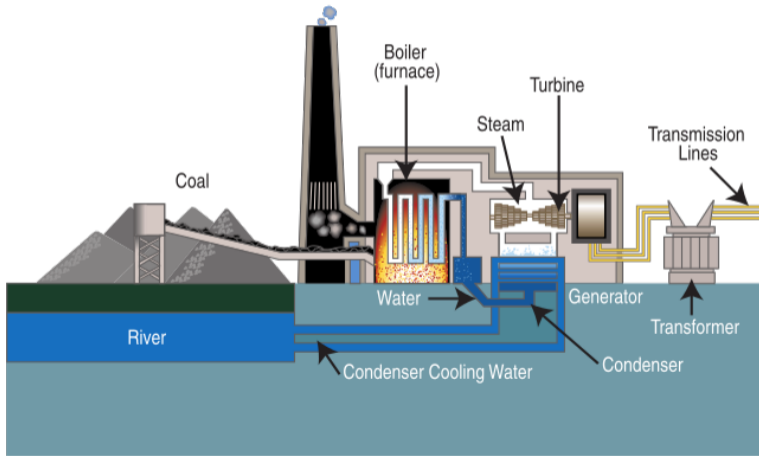 Boiler
(furnace)
Turbine
Steam
Transmission
Lines
Coal
Water
Generator
River
Transformer
Condenser
Condenser Cooling Water